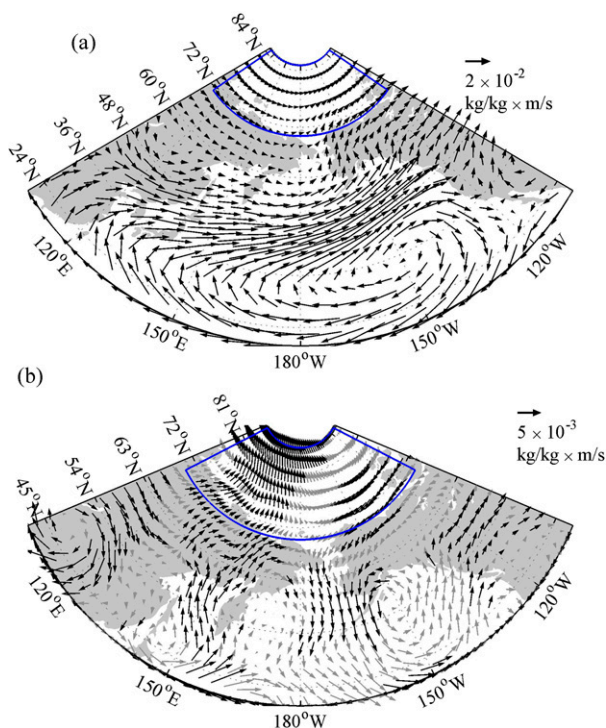 (a)
84°N
72°N
60°N
48°N
36°N
24°N
2 × 10⁻²
kg/kg × m/s
120°E
150°E
180°W
150°W
120°W
(b)
81°N
72°N
63°N
54°N
45°N
5 × 10⁻³
kg/kg × m/s
120°E
150°E
180°W
150°W
120°W